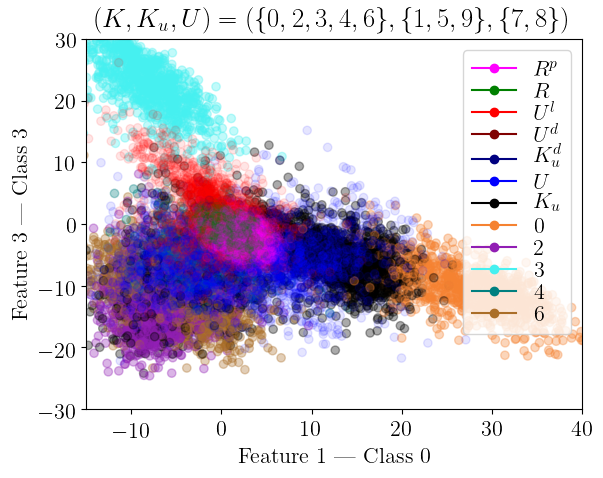 (K, K_u, U) = ({0, 2, 3, 4, 6}, {1, 5, 9}, {7, 8})
30
20
10
0
−10
−20
−30
Feature 3 — Class 3
R^p
R
U^l
U^d
K_u^d
U
K_u
0
2
3
4
6
−10
0
10
20
30
40
Feature 1 — Class 0